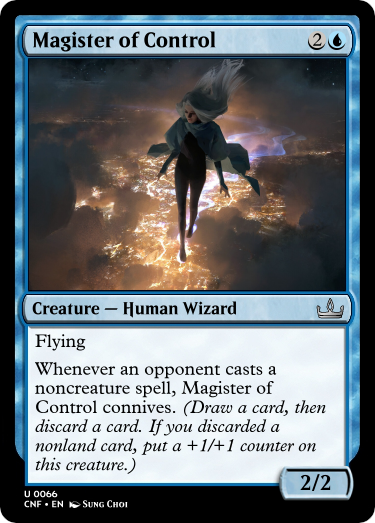 Magister of Control 2
Creature — Human Wizard
Flying
Whenever an opponent casts a
noncreature spell, Magister of
Control connives. (Draw a card, then
discard a card. If you discarded a
nonland card, put a +1/+1 counter on
this creature.)
2/2
U 0066
CNF • EN Sung Choi